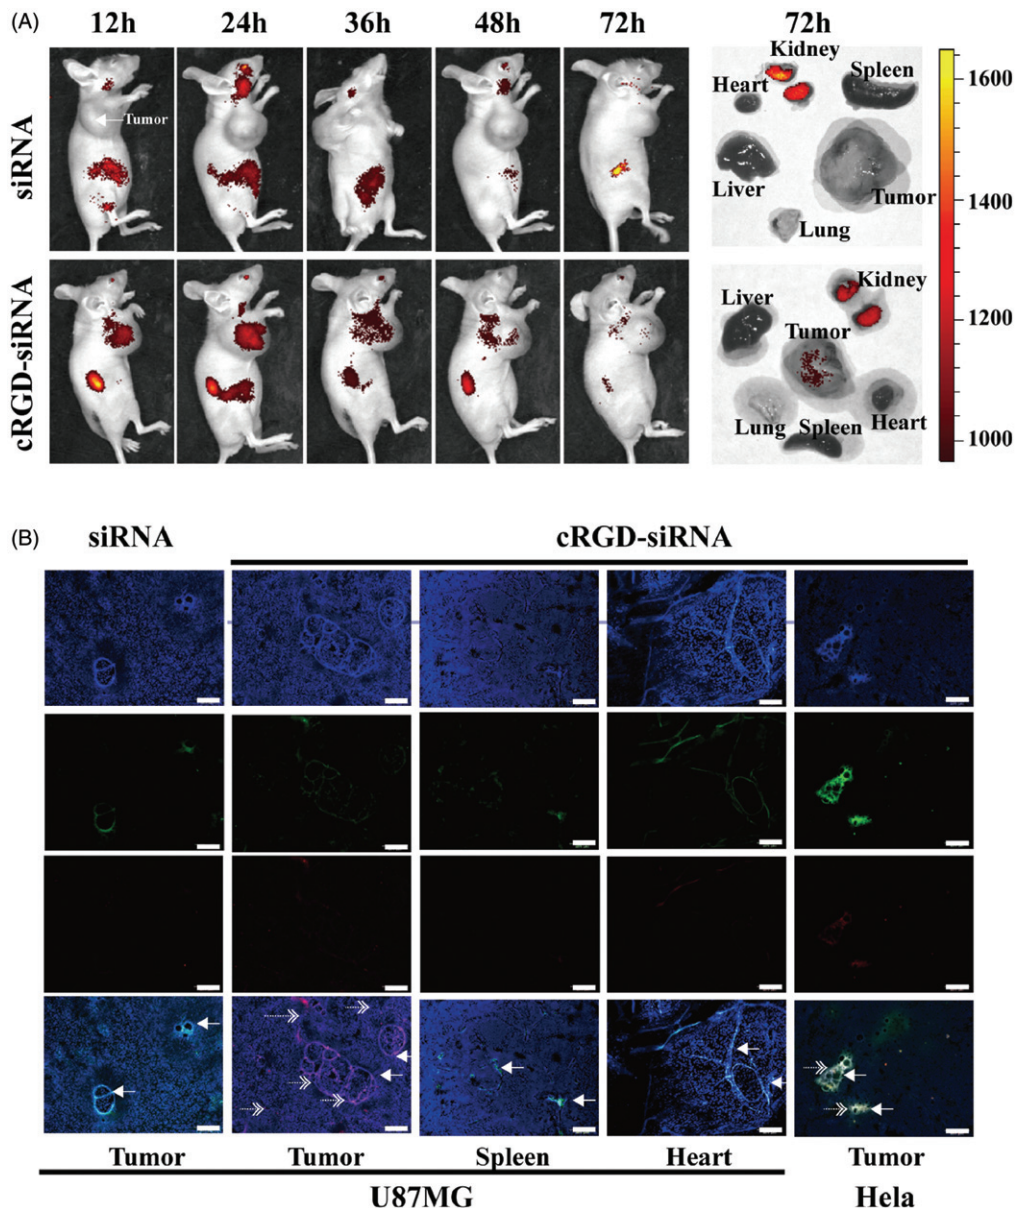 (A)
12h 24h 36h 48h 72h 72h
siRNA
Tumor
Kidney
Heart
Spleen
Liver
Tumor
Lung
cRGD-siRNA
Kidney
Liver
Tumor
Lung
Spleen
Heart
1600
1400
1200
1000
(B)
siRNA cRGD-siRNA
Tumor Tumor Spleen Heart Tumor
U87MG Hela